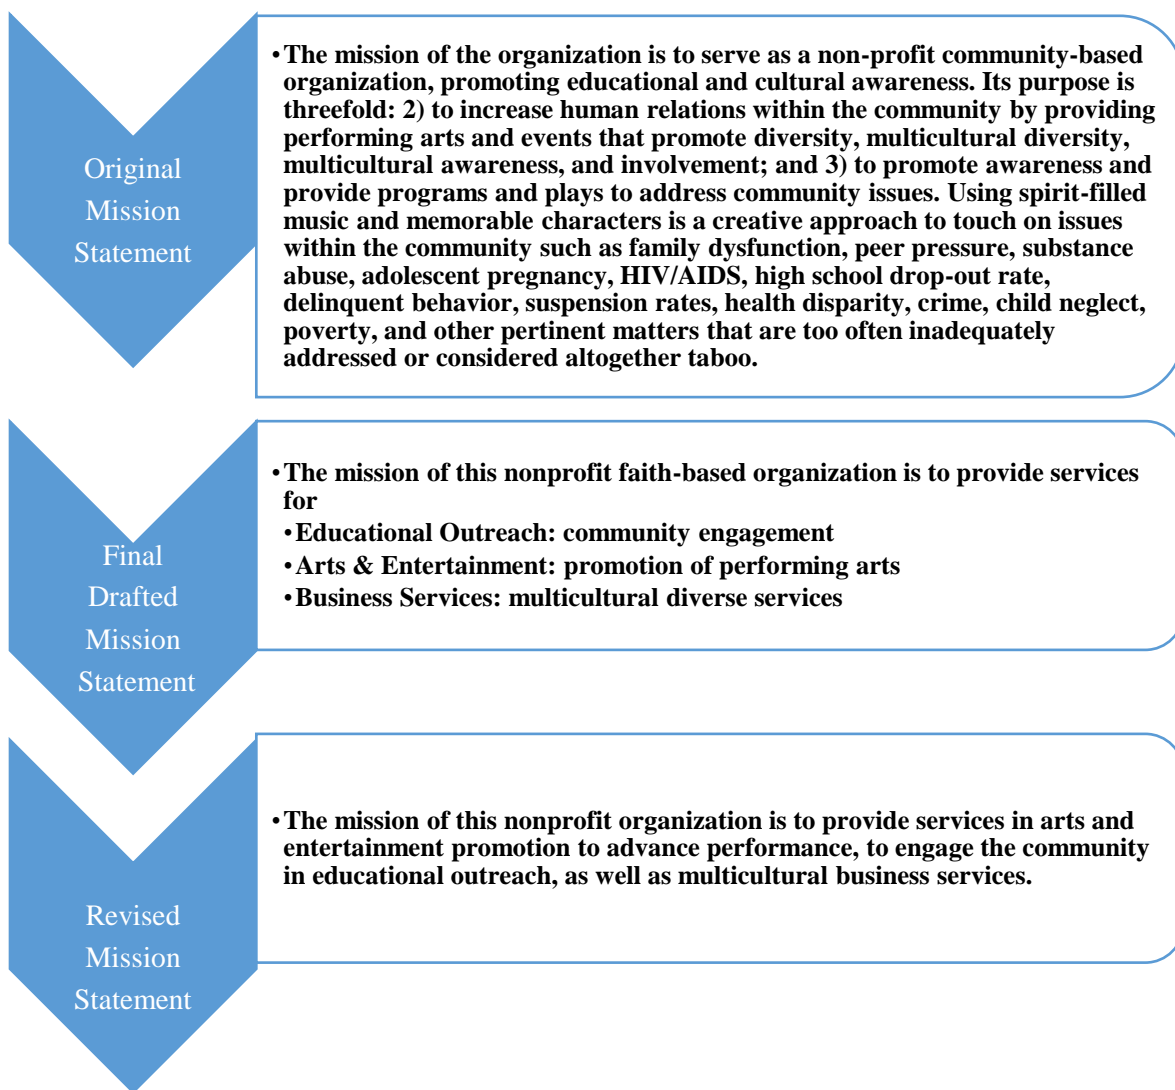 Original
Mission
Statement
•The mission of the organization is to serve as a non-profit community-based
organization, promoting educational and cultural awareness. Its purpose is
threefold: 2) to increase human relations within the community by providing
performing arts and events that promote diversity, multicultural diversity,
multicultural awareness, and involvement; and 3) to promote awareness and
provide programs and plays to address community issues. Using spirit-filled
music and memorable characters is a creative approach to touch on issues
within the community such as family dysfunction, peer pressure, substance
abuse, adolescent pregnancy, HIV/AIDS, high school drop-out rate,
delinquent behavior, suspension rates, health disparity, crime, child neglect,
poverty, and other pertinent matters that are too often inadequately
addressed or considered altogether taboo.
Final
Drafted
Mission
Statement
•The mission of this nonprofit faith-based organization is to provide services
for
•Educational Outreach: community engagement
•Arts & Entertainment: promotion of performing arts
•Business Services: multicultural diverse services
Revised
Mission
Statement
•The mission of this nonprofit organization is to provide services in arts and
entertainment promotion to advance performance, to engage the community
in educational outreach, as well as multicultural business services.